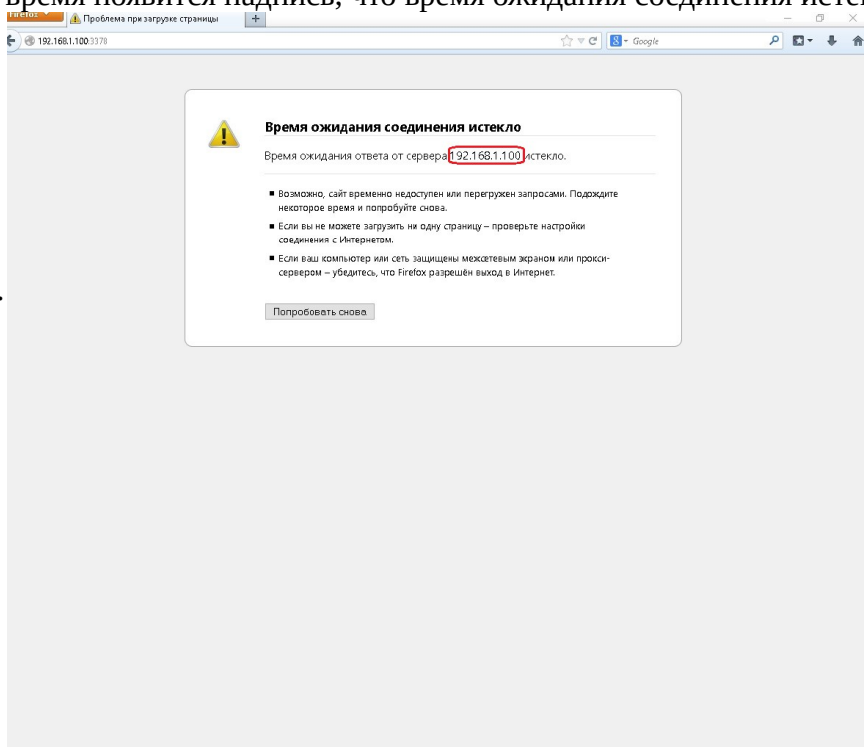 время появится надпись, что время ожидания соединения истек
Firefox
Проблема при загрузке страницы
+
192.168.1.100:3378
8 - Google
Время ожидания соединения истекло
Время ожидания ответа от сервера 192.168.1.100 истекло.
Возможно, сайт временно недоступен или перегружен запросами. Подождите
некоторое время и попробуйте снова.
Если вы не можете загрузить ни одну страницу – проверьте настройки
соединения с Интернетом.
Если ваш компьютер или сеть защищены межсетевым экраном или прокси-
сервером – убедитесь, что Firefox разрешён выход в Интернет.
Попробовать снова